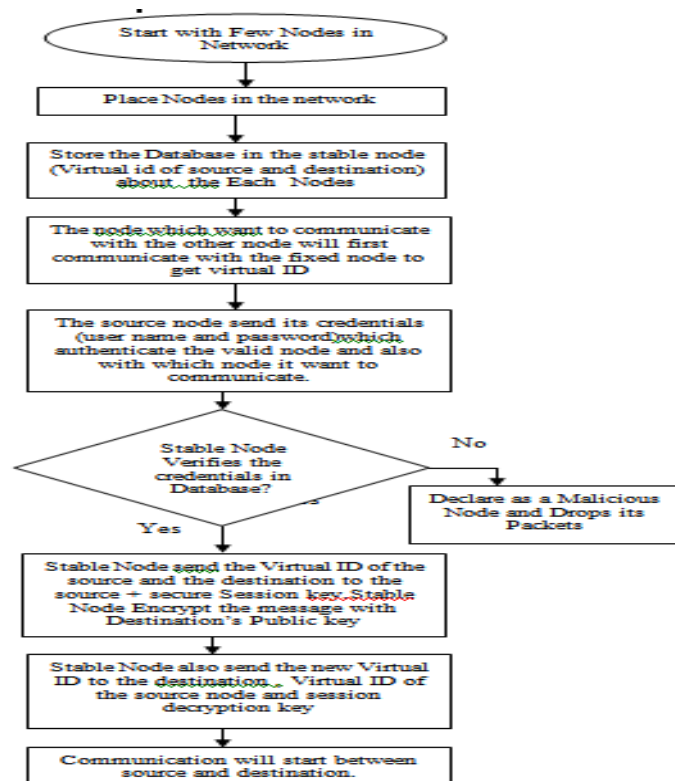 Start with Few Nodes in
Network
Place Nodes in the network
Store the Database in the stable node
(Virtual id of source and destination)
about the Each Nodes
The node which want to communicate
with the other node will first
communicate with the fixed node to
get virtual ID
The source node send its credentials
(user name and password)which
authenticate the valid node and also
with which node it want to
communicate.
Stable Node
Verifies the
credentials in
Database?
No
Declare as a Malicious
Node and Drops its
Packets
Yes
Stable Node send the Virtual ID of the
source and the destination to the
source + secure Session key.Stable
Node Encrypt the message with
Destination's Public key
Stable Node also send the new Virtual
ID to the destination , Virtual ID of
the source node and session
decryption key
Communication will start between
source and destination.